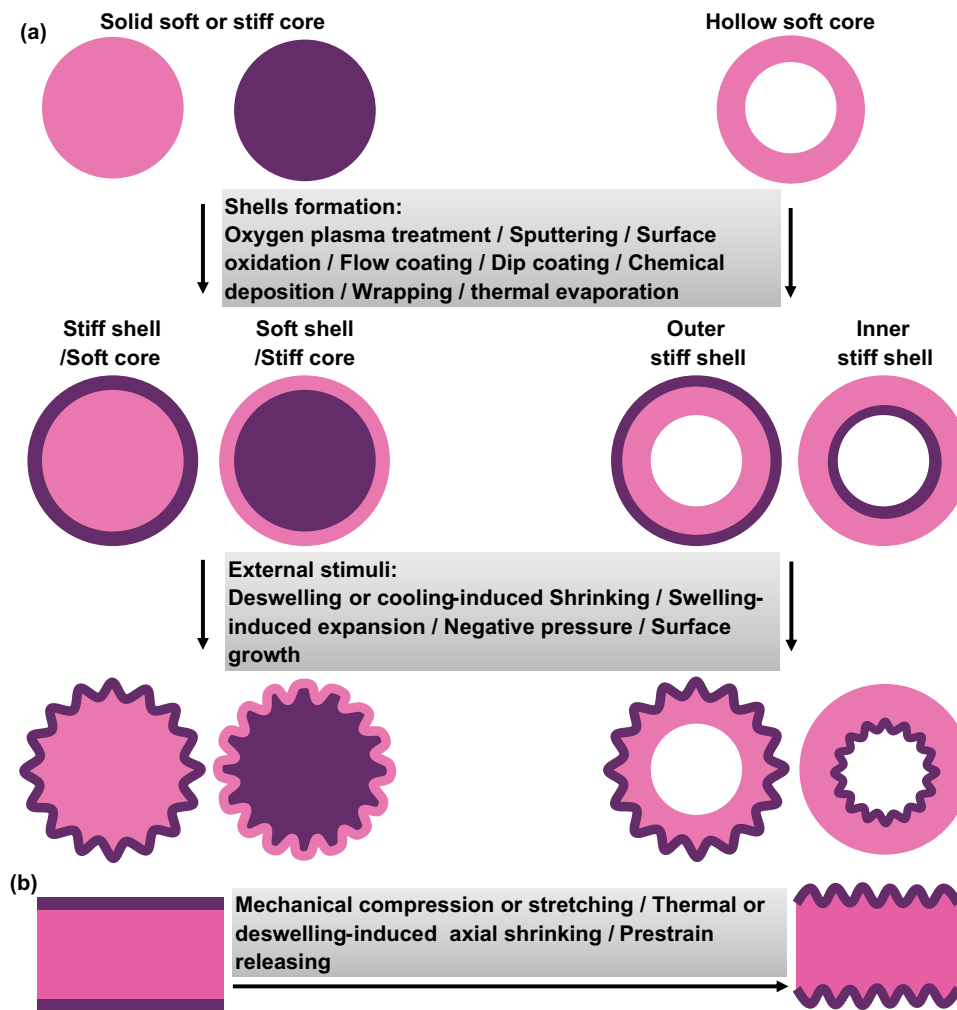 (a)
Solid soft or stiff core
Hollow soft core
Shells formation:
Oxygen plasma treatment / Sputtering / Surface
oxidation / Flow coating / Dip coating / Chemical
deposition / Wrapping / thermal evaporation
Stiff shell
/Soft core
Soft shell
/Stiff core
Outer
stiff shell
Inner
stiff shell
External stimuli:
Deswelling or cooling-induced Shrinking / Swelling-
induced expansion / Negative pressure / Surface
growth
(b)
Mechanical compression or stretching / Thermal or
deswelling-induced axial shrinking / Prestrain
releasing